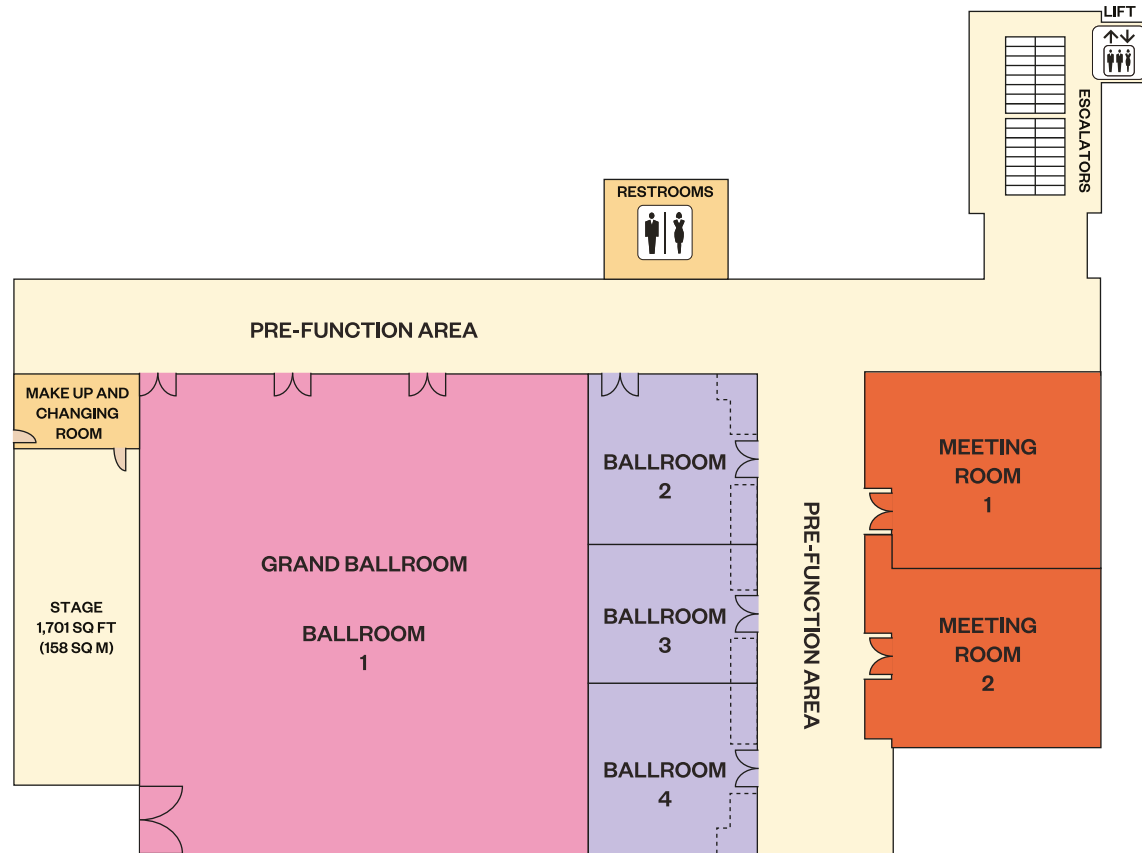 LIFT
ESCALATORS
RESTROOMS
PRE-FUNCTION AREA
MAKE UP AND
CHANGING
ROOM
STAGE
1,701 SQ FT
(158 SQ M)
GRAND BALLROOM
BALLROOM
1
BALLROOM
2
BALLROOM
3
BALLROOM
4
PRE-FUNCTION AREA
MEETING
ROOM
1
MEETING
ROOM
2